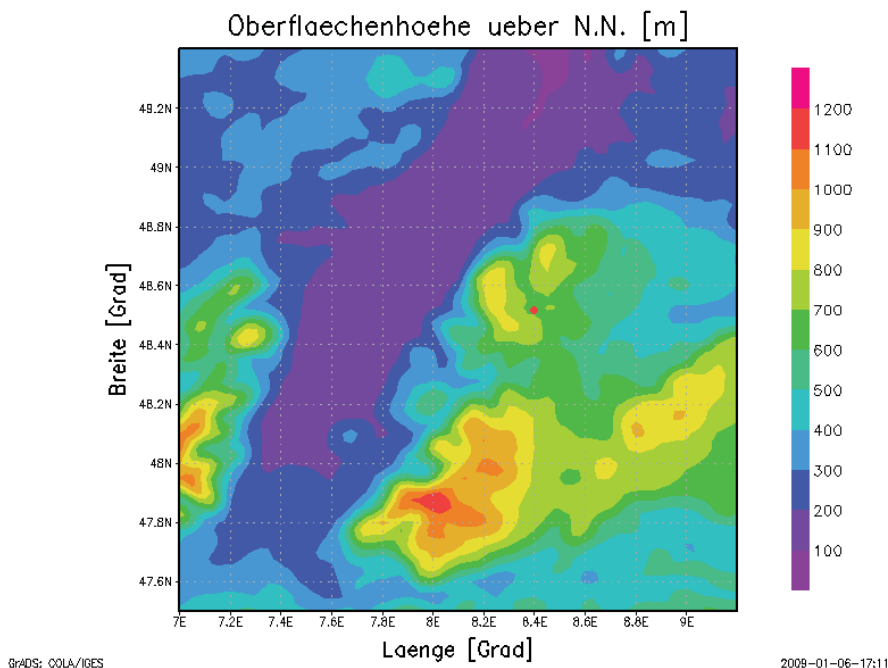 Oberflaechenhoehe ueber N.N. [m]
49.2N
49N
48.8N
48.6N
48.4N
48.2N
48N
47.8N
47.6N
Breite [Grad]
7E 7.2E 7.4E 7.6E 7.8E 8E 8.2E 8.4E 8.6E 8.8E 9E
Laenge [Grad]
1200
1100
1000
900
800
700
600
500
400
300
200
100
GrADS: COLA/IGES
2009-01-06-17:11